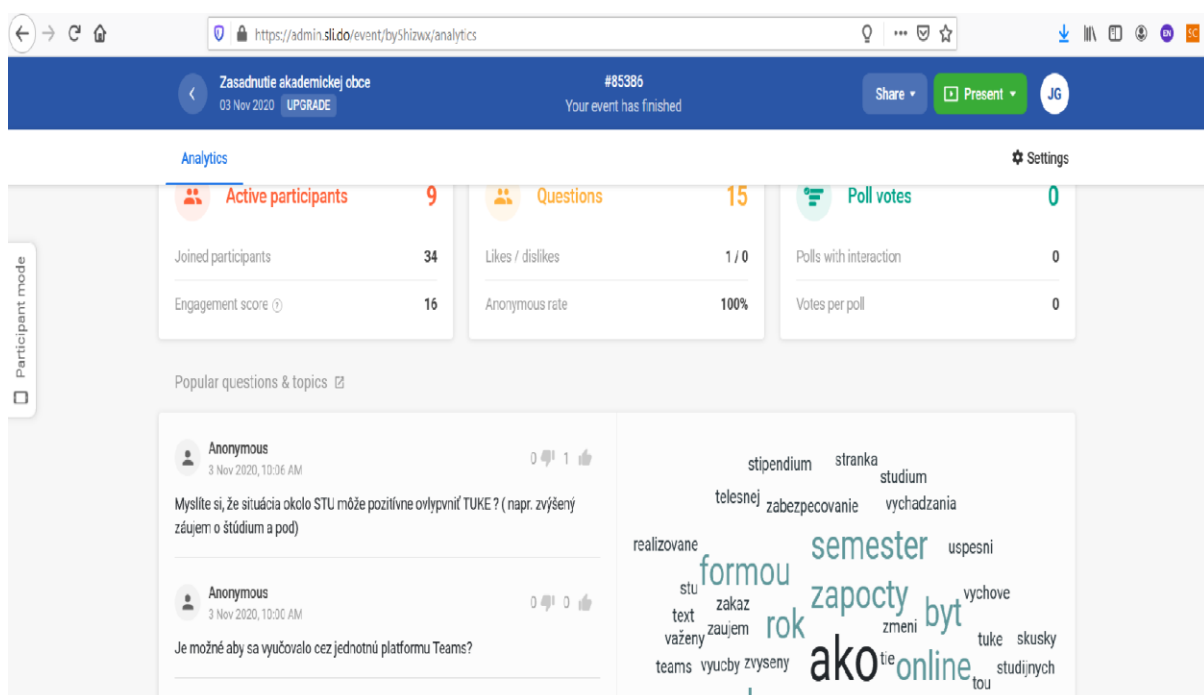 https://admin.sli.do/event/by5hizwx/analytics
EN
SC
Zasadnutie akademickej obce
03 Nov 2020 UPGRADE
#85386
Your event has finished
Share
Present
JG
Analytics
Settings
Participant mode
Active participants 9
Joined participants 34
Engagement score 16
Questions 15
Likes / dislikes 1 / 0
Anonymous rate 100%
Poll votes 0
Polls with interaction 0
Votes per poll 0
Popular questions & topics
Anonymous
3 Nov 2020, 10:06 AM
0 1
Myslíte si, že situácia okolo STU môže pozitívne ovlypvniť TUKE ? ( napr. zvýšený
záujem o štúdium a pod)
Anonymous
3 Nov 2020, 10:00 AM
0 0
Je možné aby sa vyučovalo cez jednotnú platformu Teams?
stipendium stranka
studium
telesnej zabezpecovanie vychadzania
realizovane semester uspesni
stu formou
text zakaz zapocty byt vychove
važeny zaujem rok zmeni tuke skusky
teams vyucby zvyseny ako tie online studijnych
tou